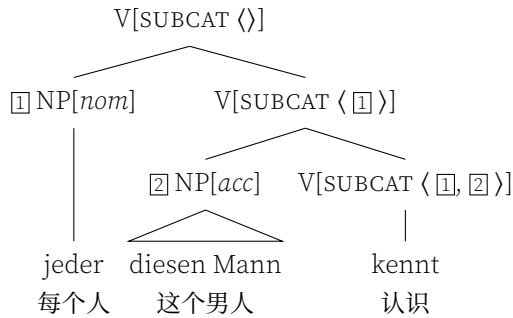 V[SUBCAT ⟨⟩]
1 NP[nom] V[SUBCAT ⟨ 1 ⟩]
2 NP[acc] V[SUBCAT ⟨ 1, 2 ⟩]
jeder diesen Mann kennt
每个人 这个男人 认识